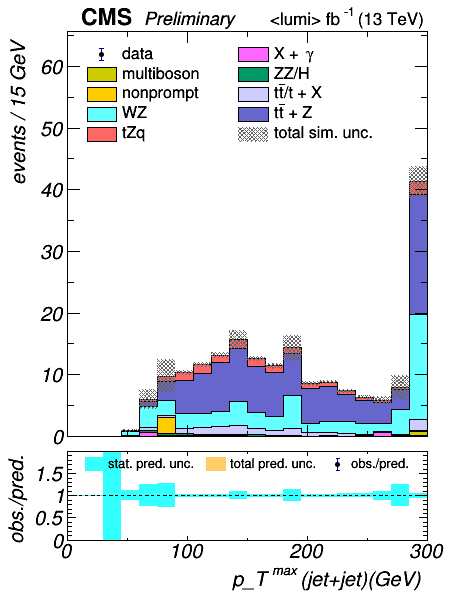 CMS Preliminary <lumi> fb⁻¹ (13 TeV)
events / 15 GeV
60
50
40
30
20
10
0
data
multiboson
nonprompt
WZ
tZq
X + γ
ZZ/H
tt̄/t + X
tt̄ + Z
total sim. unc.
obs./pred.
2
1.5
1
0.5
0
stat. pred. unc. total pred. unc. obs./pred.
0 100 200 300
p_T^max (jet+jet)(GeV)